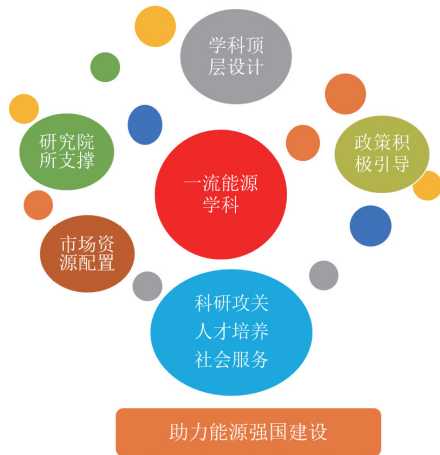 学科顶
层设计
研究院
所支撑
政策积
极引导
一流能源
学科
市场资
源配置
科研攻关
人才培养
社会服务
助力能源强国建设